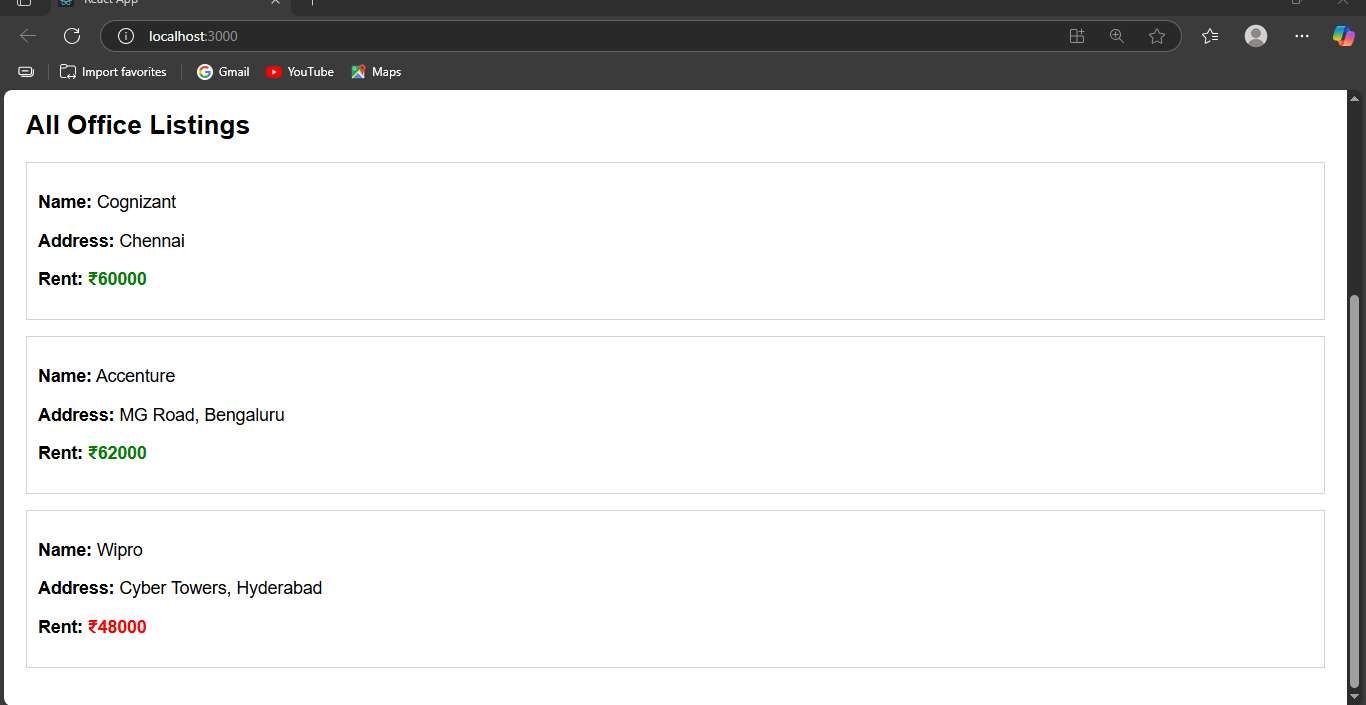 React App
localhost:3000
Import favorites
Gmail
YouTube
Maps
All Office Listings
Name: Cognizant
Address: Chennai
Rent: ₹60000
Name: Accenture
Address: MG Road, Bengaluru
Rent: ₹62000
Name: Wipro
Address: Cyber Towers, Hyderabad
Rent: ₹48000